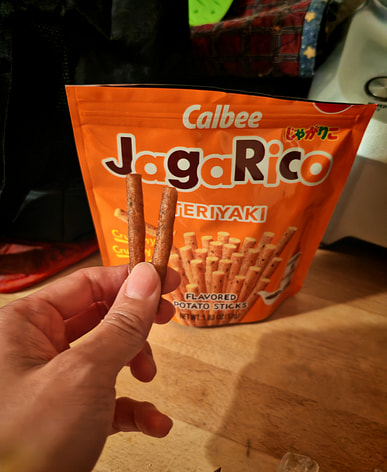 Calbee
じゃがりこ
JagaRico
TERIYAKI
FLAVORED
POTATO STICKS